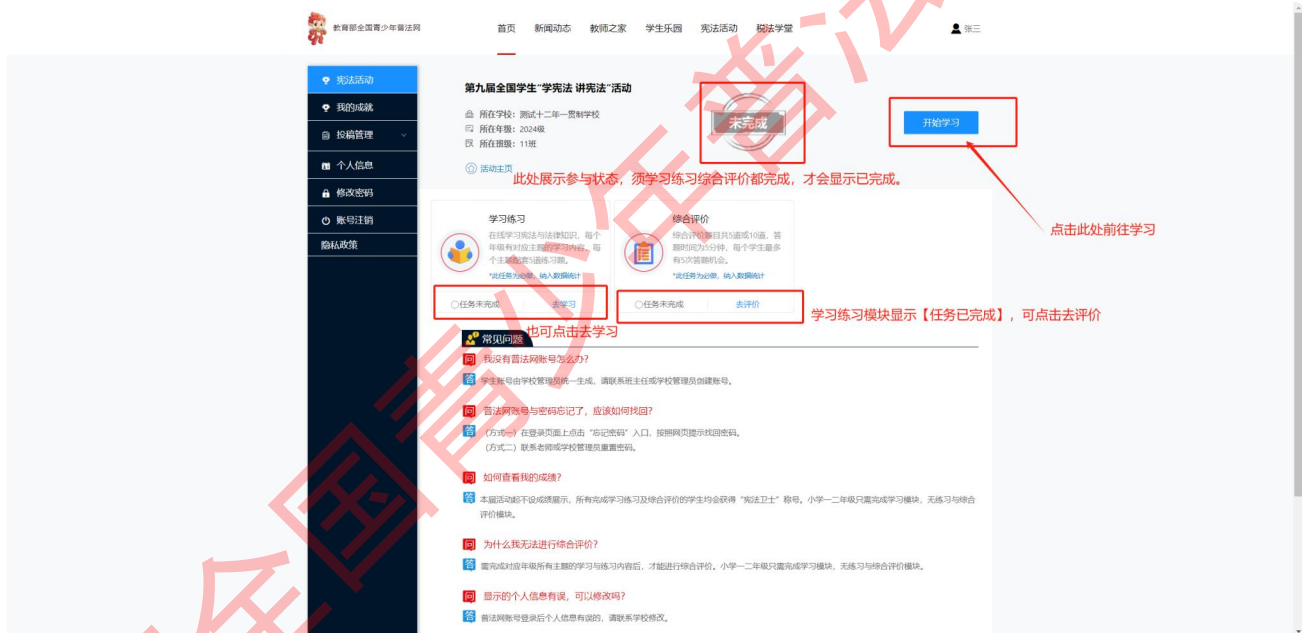 教育部全国青少年普法网
首页 新闻动态 教师之家 学生乐园 宪法活动 税法学堂
张三
宪法活动
我的成就
投稿管理
个人信息
修改密码
账号注销
隐私政策
第九届全国学生“学宪法 讲宪法”活动
所在学校：测试十二年一贯制学校
所在年级：2024级
所在班级：11班
活动主页
未完成
开始学习
此处展示参与状态，须学习练习综合评价都完成，才会显示已完成。
点击此处前往学习
学习练习
在线学习宪法与法律知识，每个
年级有对应主题的学习内容，每
个主题配套5道练习题。
*此任务为必做，纳入数据统计
任务未完成 去学习
综合评价
综合评价题目共5道或10道，答
题时间为5分钟，每个学生最多
有5次答题机会。
*此任务为必做，纳入数据统计
任务未完成 去评价
学习练习模块显示【任务已完成】，可点击去评价
也可点击去学习
常见问题
问 我没有普法网账号怎么办？
答 学生账号由学校管理员统一生成，请联系班主任或学校管理员创建账号。
问 普法网账号与密码忘记了，应该如何找回？
答 （方式一）在登录页面上点击“忘记密码”入口，按照网页提示找回密码。
（方式二）联系老师或学校管理员重置密码。
问 如何查看我的成绩？
答 本届活动起不设成绩展示，所有完成学习练习及综合评价的学生均会获得“宪法卫士”称号。小学一二年级只需完成学习模块，无练习与综合
评价模块。
问 为什么我无法进行综合评价？
答 需完成对应年级所有主题的学习与练习内容后，才能进行综合评价。小学一二年级只需完成学习模块，无练习与综合评价模块。
问 显示的个人信息有误，可以修改吗？
答 普法网账号登录后个人信息有误的，请联系学校修改。
全国青少年普法